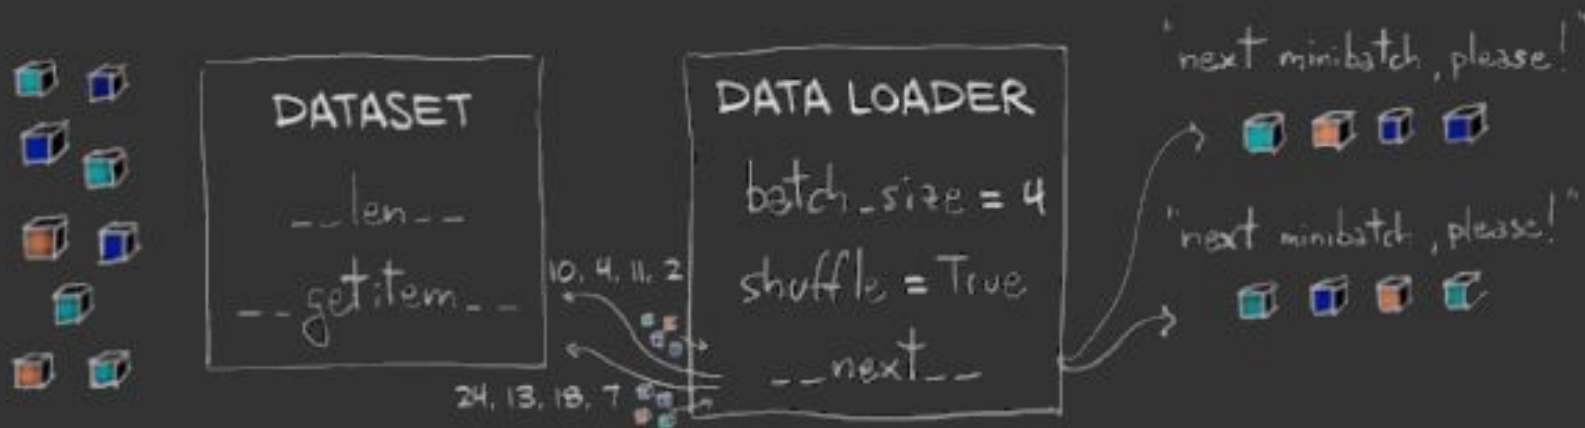 DATASET
__len__
__getitem__
10, 4, 11, 2
24, 13, 18, 7
DATA LOADER
batch_size = 4
shuffle = True
__next__
"next minibatch, please!"
"next minibatch, please!"